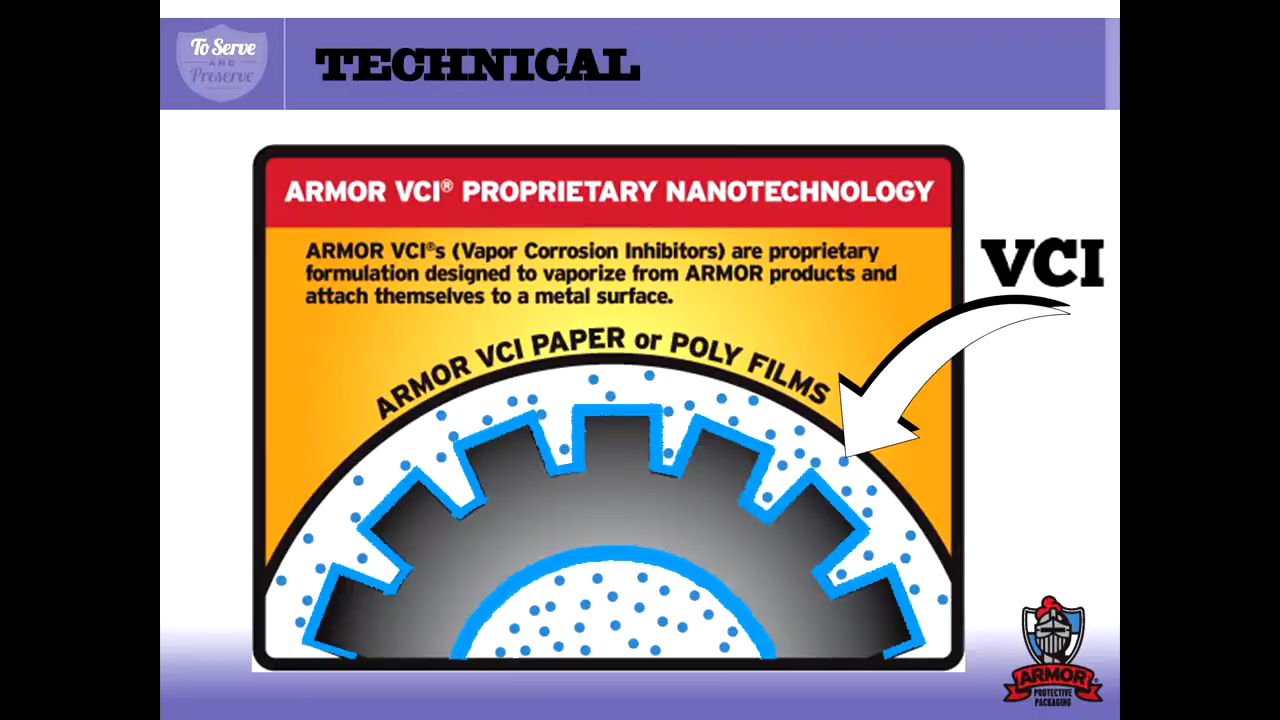 To Serve
AND
Preserve
TECHNICAL
ARMOR VCI® PROPRIETARY NANOTECHNOLOGY
ARMOR VCI®s (Vapor Corrosion Inhibitors) are proprietary
formulation designed to vaporize from ARMOR products and
attach themselves to a metal surface.
VCI
ARMOR VCI PAPER or POLY FILMS
ARMOR®
PROTECTIVE
PACKAGING